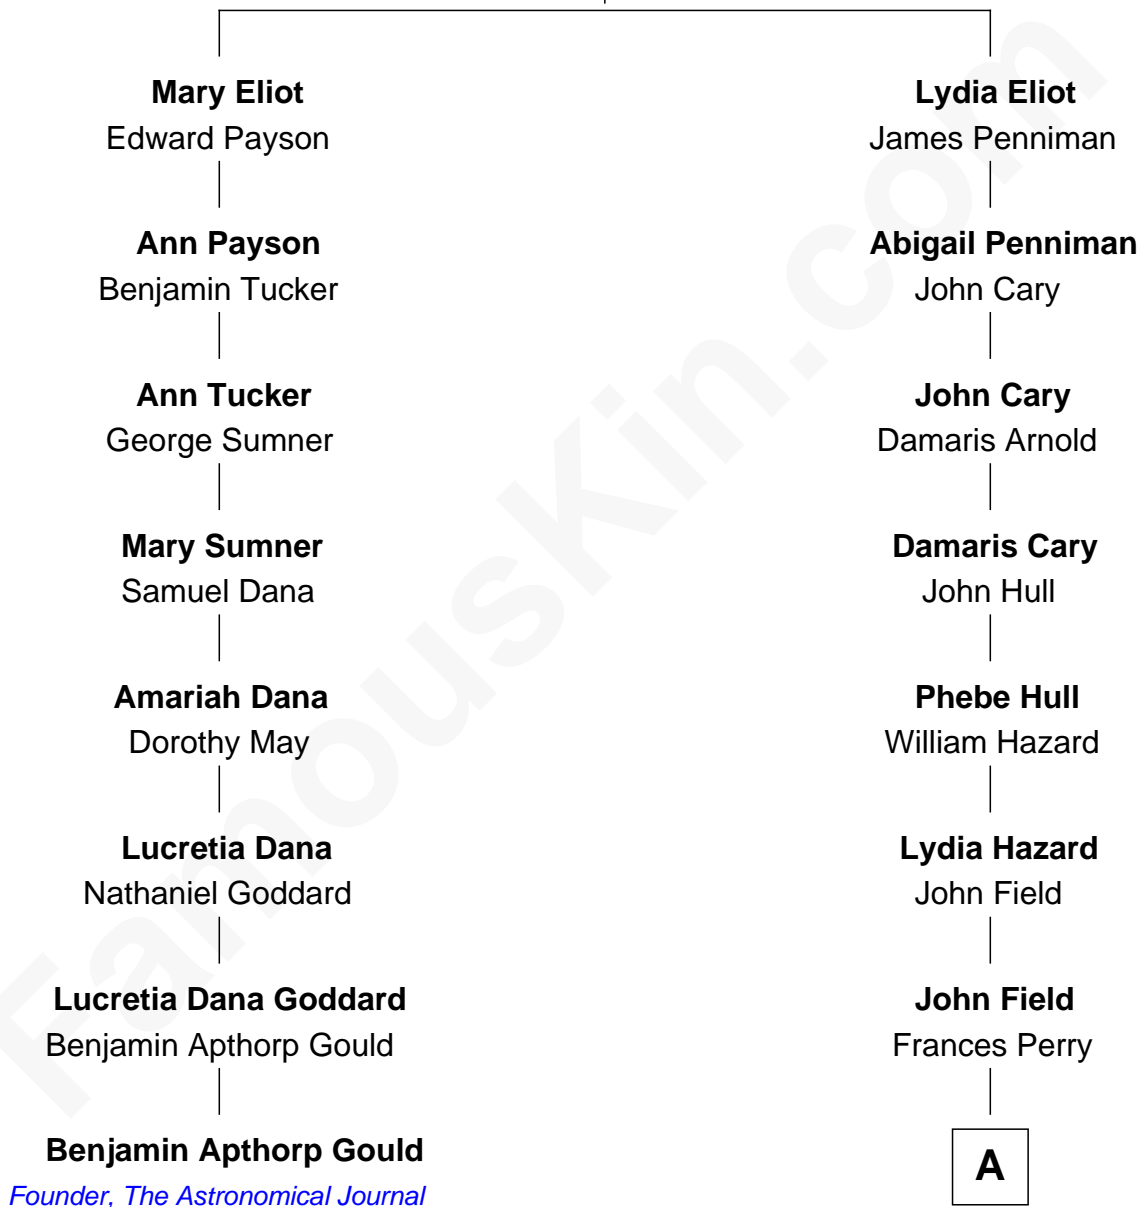 Mary Eliot
Edward Payson
Ann Payson
Benjamin Tucker
Ann Tucker
George Sumner
Mary Sumner
Samuel Dana
Amariah Dana
Dorothy May
Lucretia Dana
Nathaniel Goddard
Lucretia Dana Goddard
Benjamin Apthorp Gould
Benjamin Apthorp Gould
Founder, The Astronomical Journal
Lydia Eliot
James Penniman
Abigail Penniman
John Cary
John Cary
Damaris Arnold
Damaris Cary
John Hull
Phebe Hull
William Hazard
Lydia Hazard
John Field
John Field
Frances Perry
A
FamousKin.com